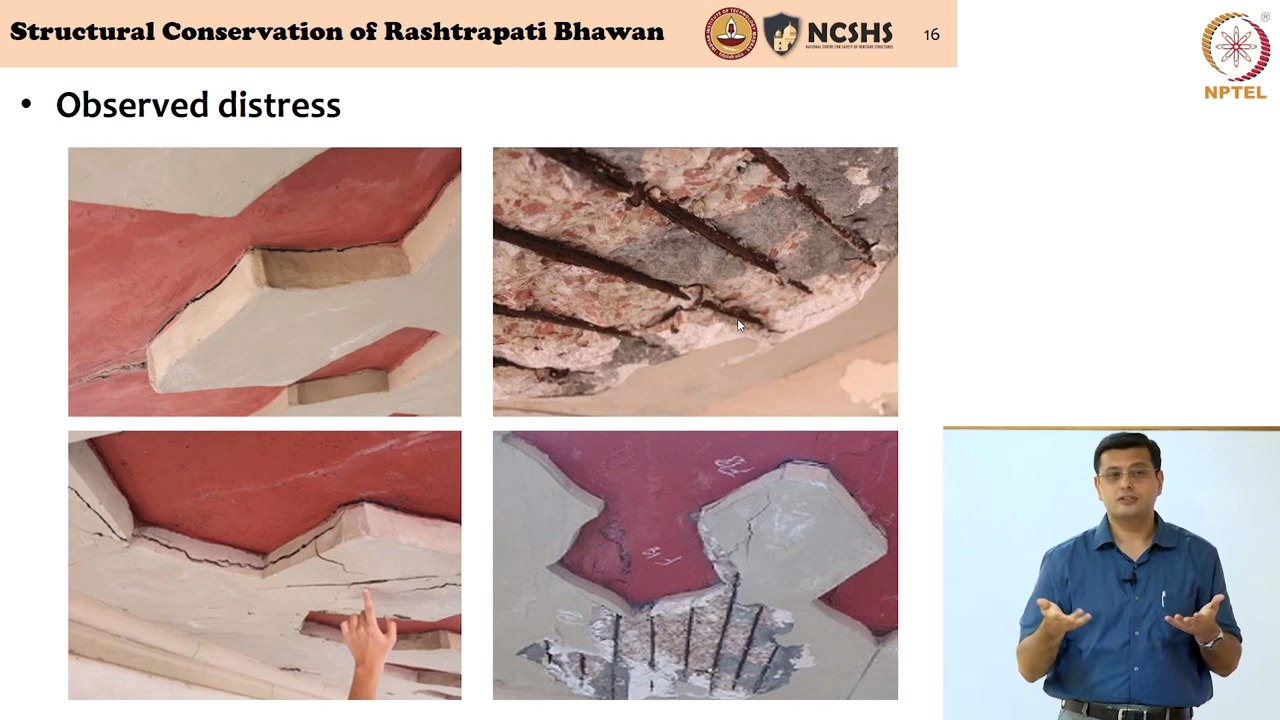 Structural Conservation of Rashtrapati Bhawan
NCSHS
NATIONAL CENTRE FOR SAFETY OF HERITAGE STRUCTURES
16
®
NPTEL
• Observed distress